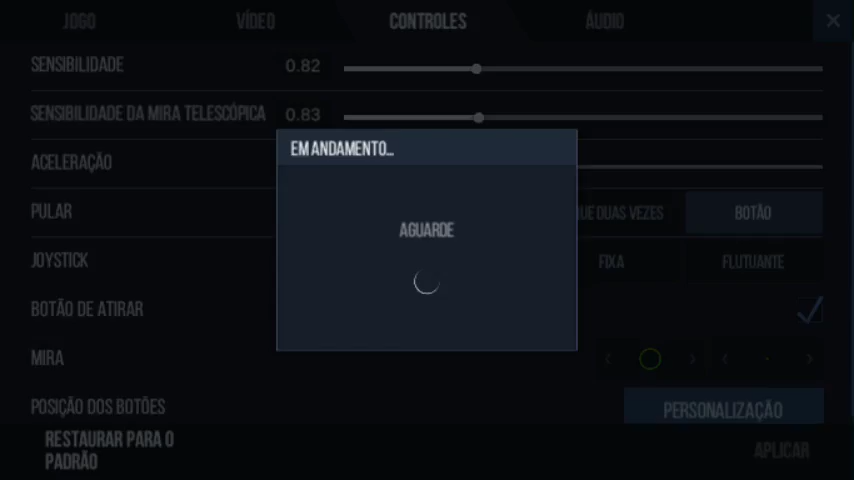 JOGO VÍDEO CONTROLES ÁUDIO
SENSIBILIDADE 0.82
SENSIBILIDADE DA MIRA TELESCÓPICA 0.83
EM ANDAMENTO...
ACELERAÇÃO
PULAR DUAS VEZES BOTÃO
AGUARDE
JOYSTICK FIXA FLUTUANTE
BOTÃO DE ATIRAR
MIRA
POSIÇÃO DOS BOTÕES PERSONALIZAÇÃO
RESTAURAR PARA O
PADRÃO
APLICAR